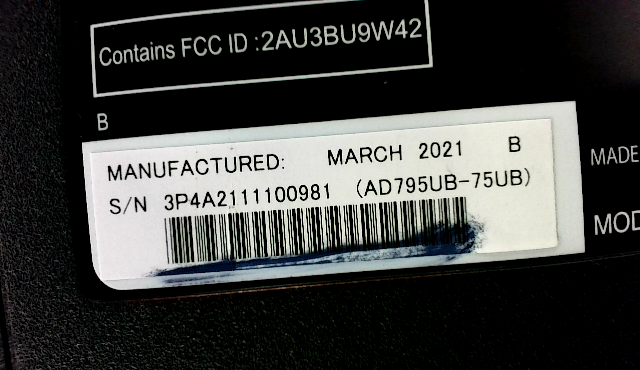 Contains FCC ID :2AU3BU9W42
B
MANUFACTURED: MARCH 2021 B
S/N 3P4A2111100981 (AD795UB-75UB)
MADE
MOD